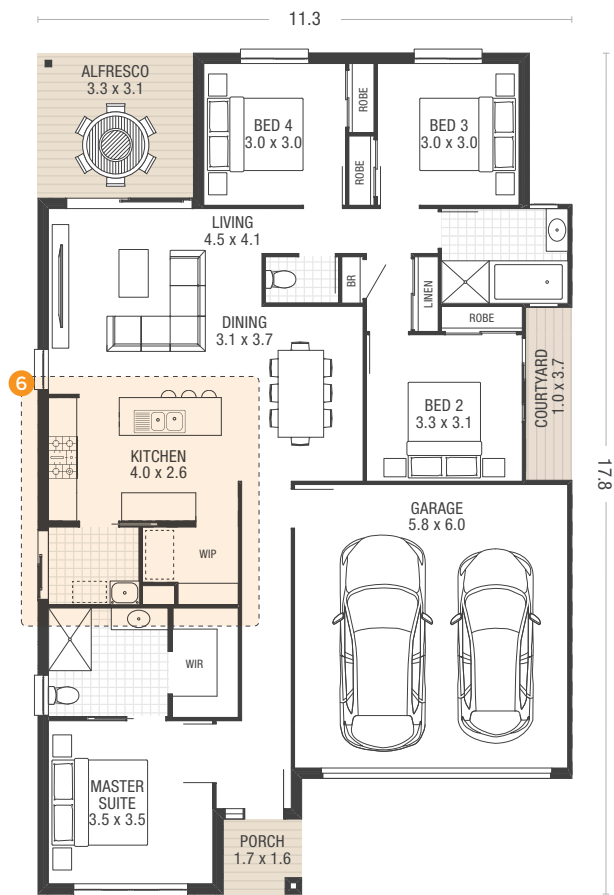 11.3
ALFRESCO
3.3 x 3.1
BED 4
3.0 x 3.0
ROBE
ROBE
BED 3
3.0 x 3.0
LIVING
4.5 x 4.1
BR
LINEN
ROBE
DINING
3.1 x 3.7
COURTYARD
1.0 x 3.7
6
BED 2
3.3 x 3.1
KITCHEN
4.0 x 2.6
17.8
GARAGE
5.8 x 6.0
WIP
WIR
MASTER
SUITE
3.5 x 3.5
PORCH
1.7 x 1.6